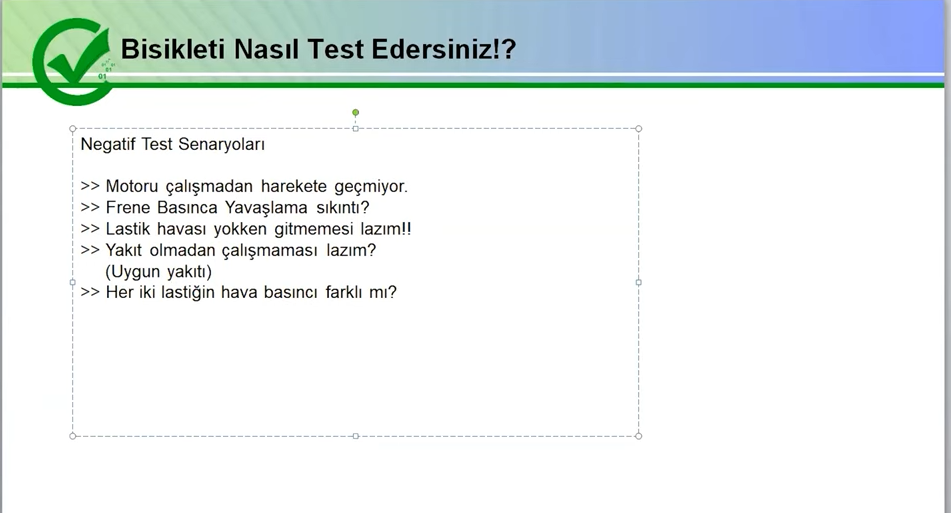 Bisikleti Nasıl Test Edersiniz!?
Negatif Test Senaryoları
>> Motoru çalışmadan harekete geçmiyor.
>> Frene Basınca Yavaşlama sıkıntı?
>> Lastik havası yokken gitmemesi lazım!!
>> Yakıt olmadan çalışmaması lazım?
(Uygun yakıtı)
>> Her iki lastiğin hava basıncı farklı mı?